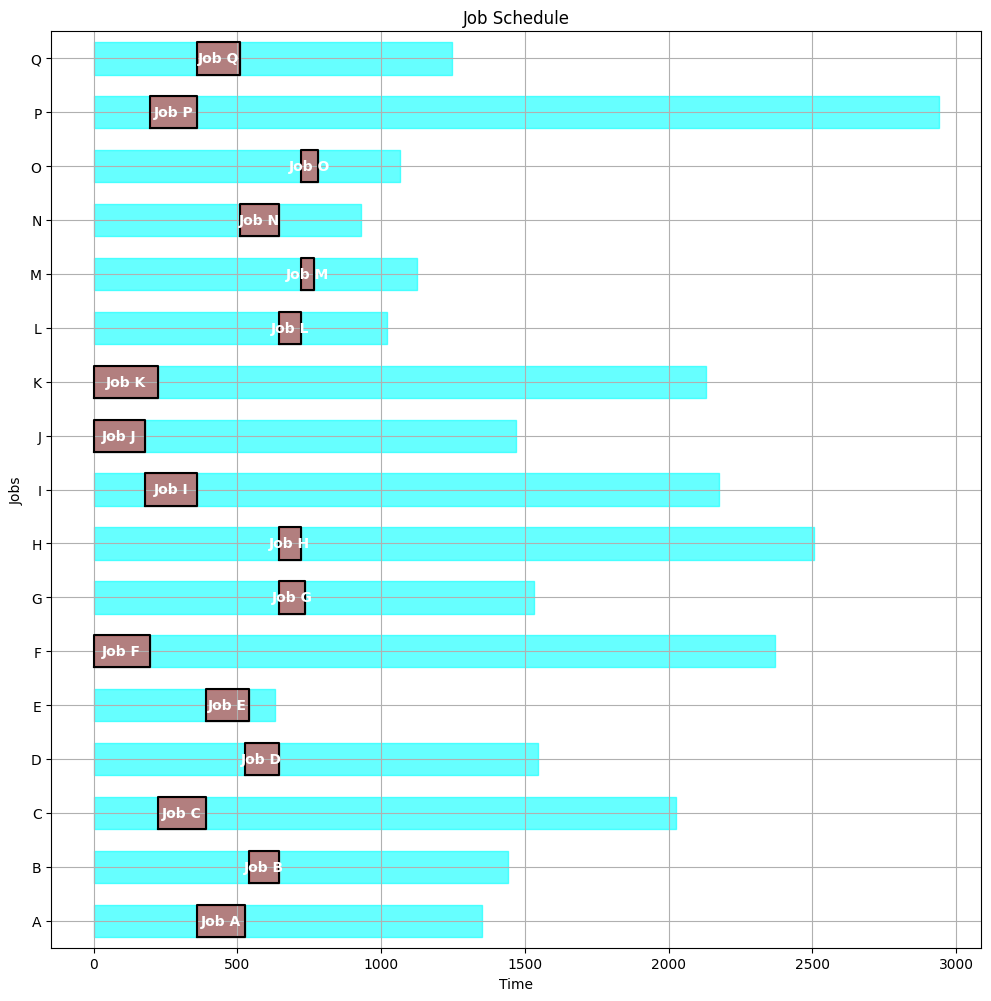 Job Schedule
Q
Job Q
P
Job P
O
Job O
N
Job N
M
Job M
L
Job L
K
Job K
J
Job J
I
Job I
H
Job H
G
Job G
F
Job F
E
Job E
D
Job D
C
Job C
B
Job B
A
Job A
Jobs
0 500 1000 1500 2000 2500 3000
Time